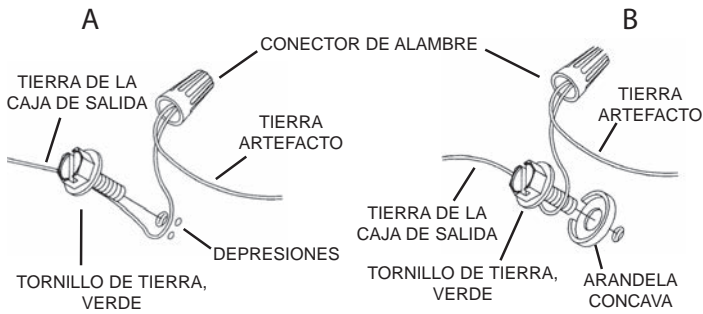 A
B
CONECTOR DE ALAMBRE
TIERRA DE LA
CAJA DE SALIDA
TIERRA
ARTEFACTO
DEPRESIONES
TORNILLO DE TIERRA,
VERDE
TIERRA
ARTEFACTO
TIERRA DE LA
CAJA DE SALIDA
TORNILLO DE TIERRA,
VERDE
ARANDELA
CONCAVA